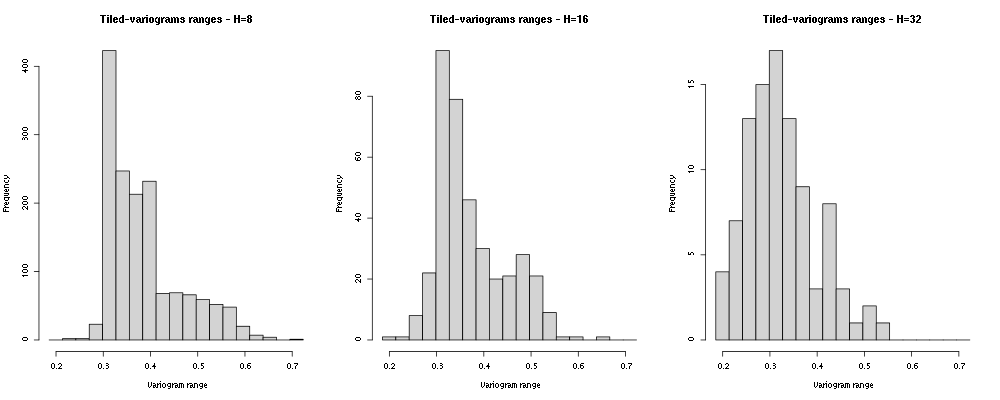 Tiled-variograms ranges - H=8
Frequency
0
100
200
300
400
0.2 0.3 0.4 0.5 0.6 0.7
Variogram range
Tiled-variograms ranges - H=16
Frequency
0
20
40
60
80
0.2 0.3 0.4 0.5 0.6 0.7
Variogram range
Tiled-variograms ranges - H=32
Frequency
0
5
10
15
0.2 0.3 0.4 0.5 0.6 0.7
Variogram range